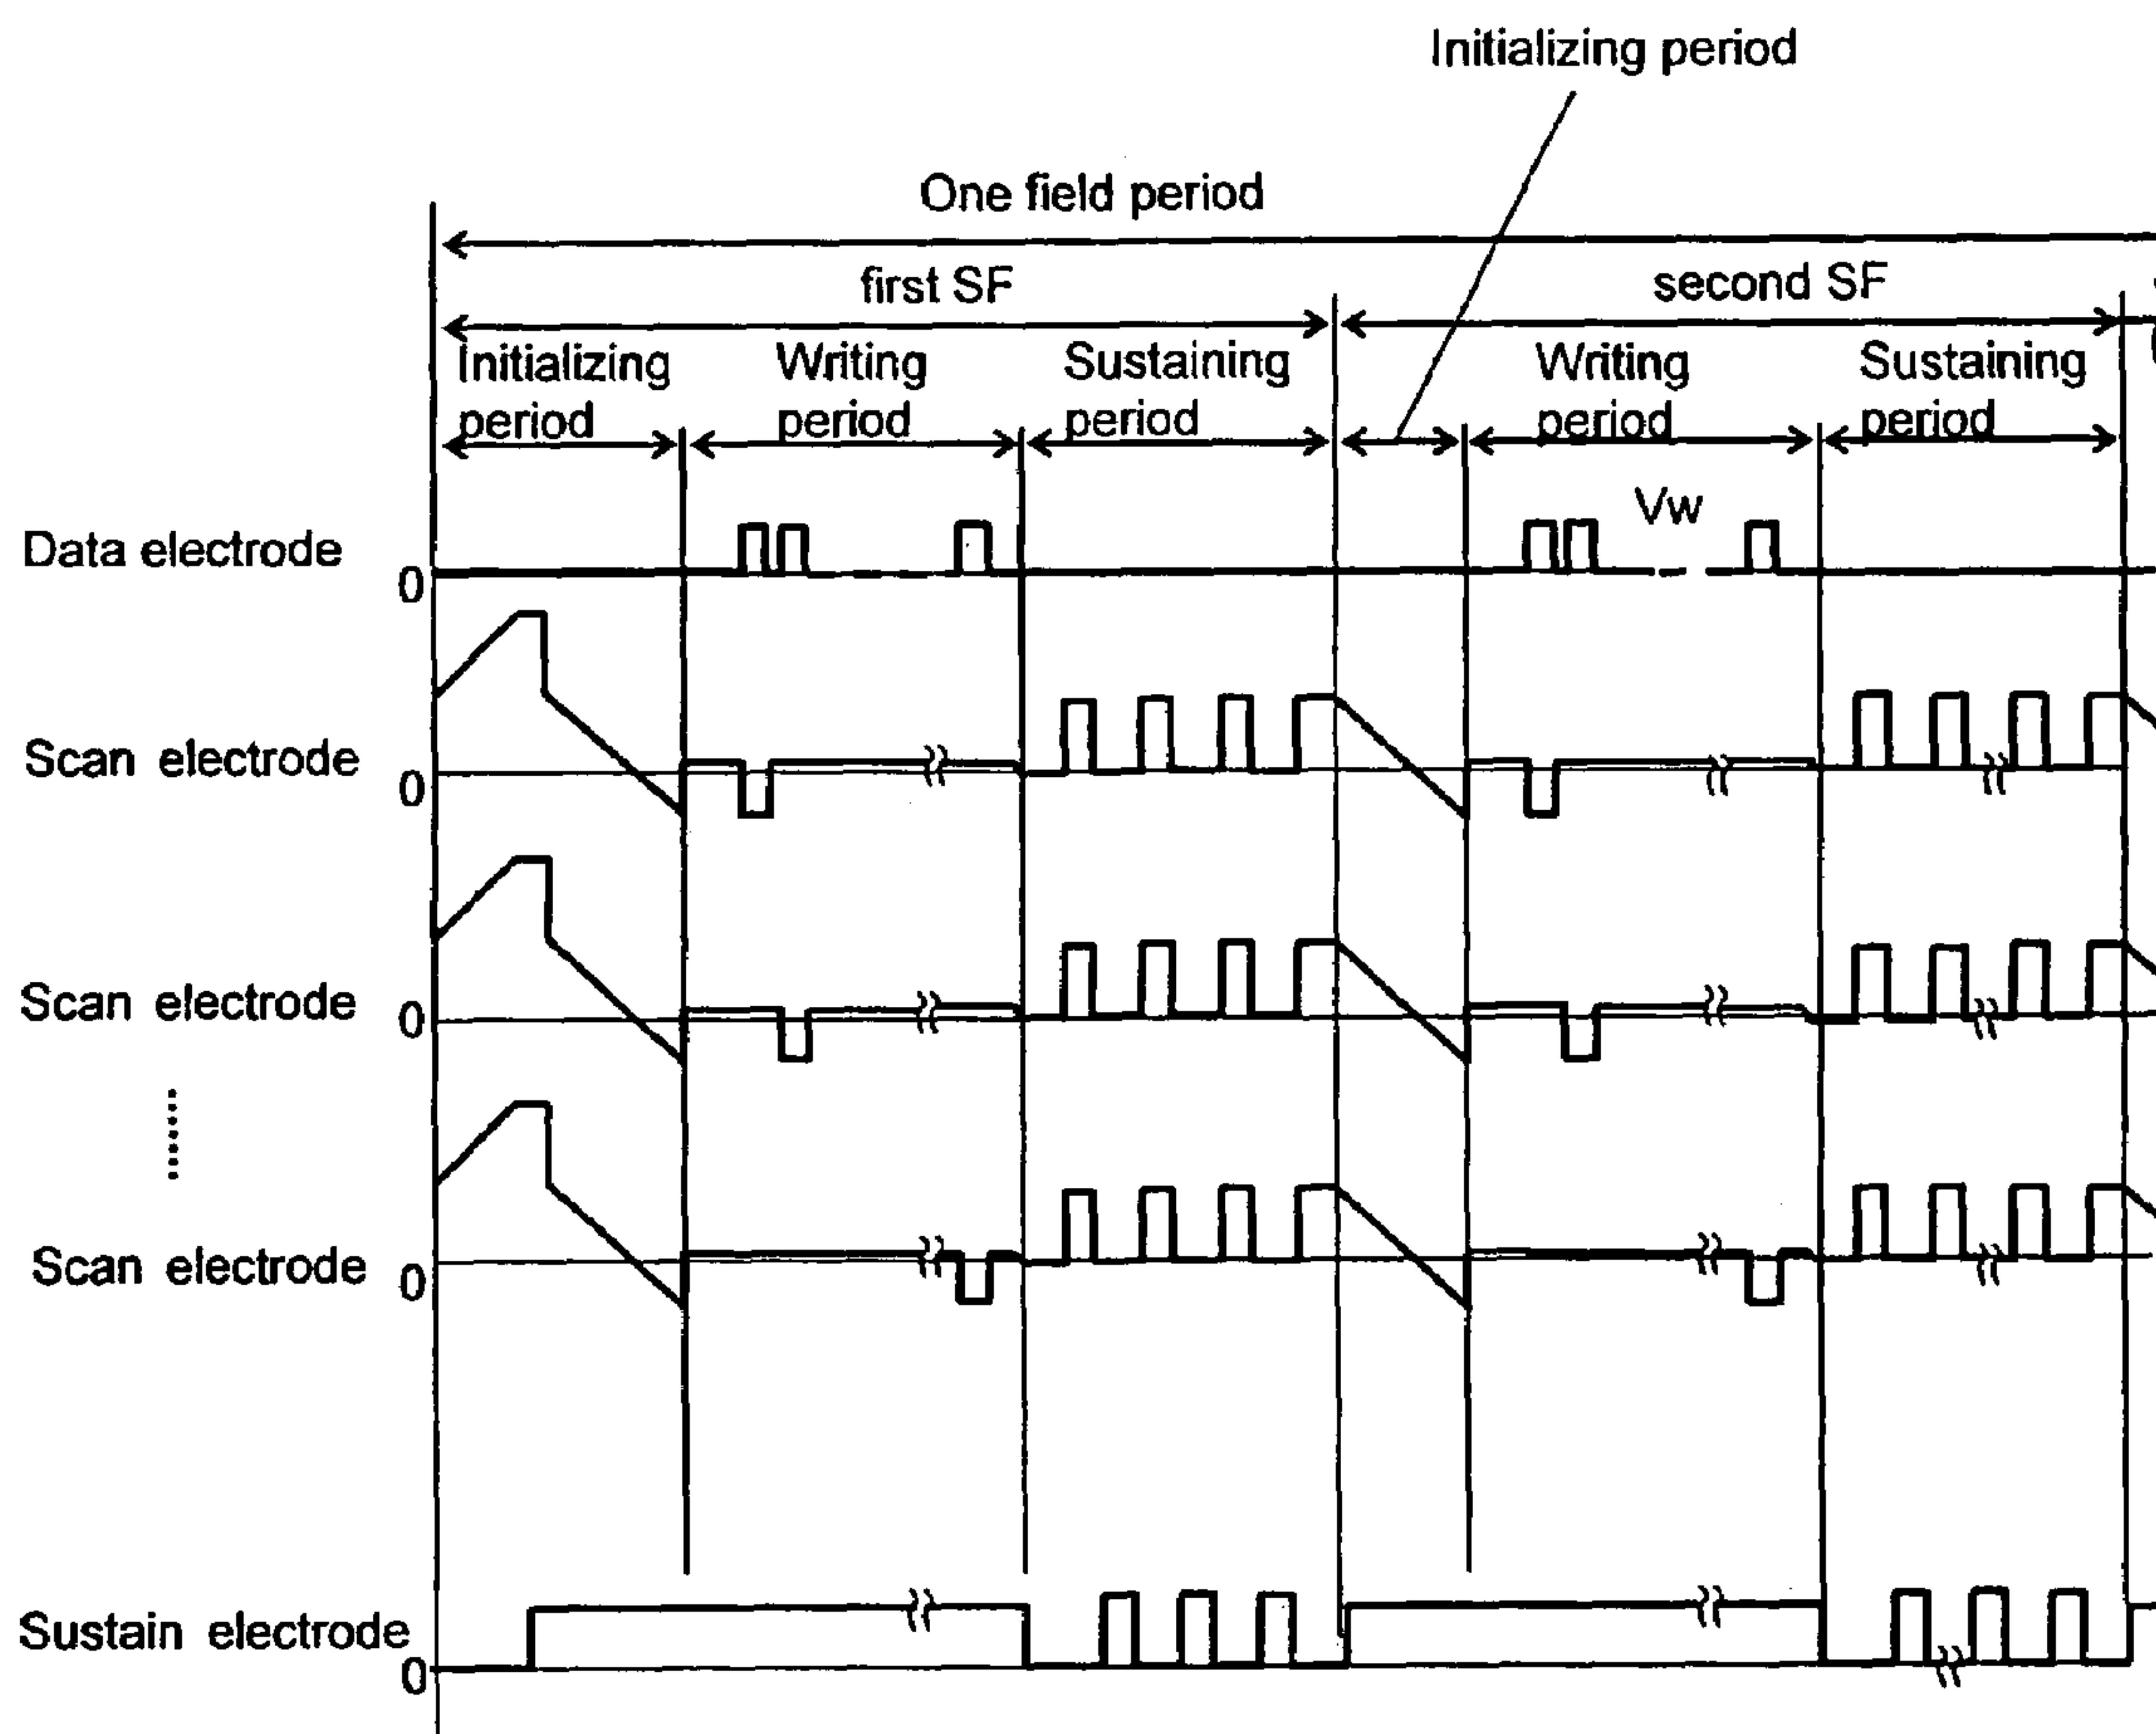 Initializing period
One field period
first SF
second SF
Initializing
period
Writing
period
Sustaining
period
Writing
period
Sustaining
period
Vw
Data electrode
0
Scan electrode
0
Scan electrode
0
Scan electrode
0
Sustain electrode
0